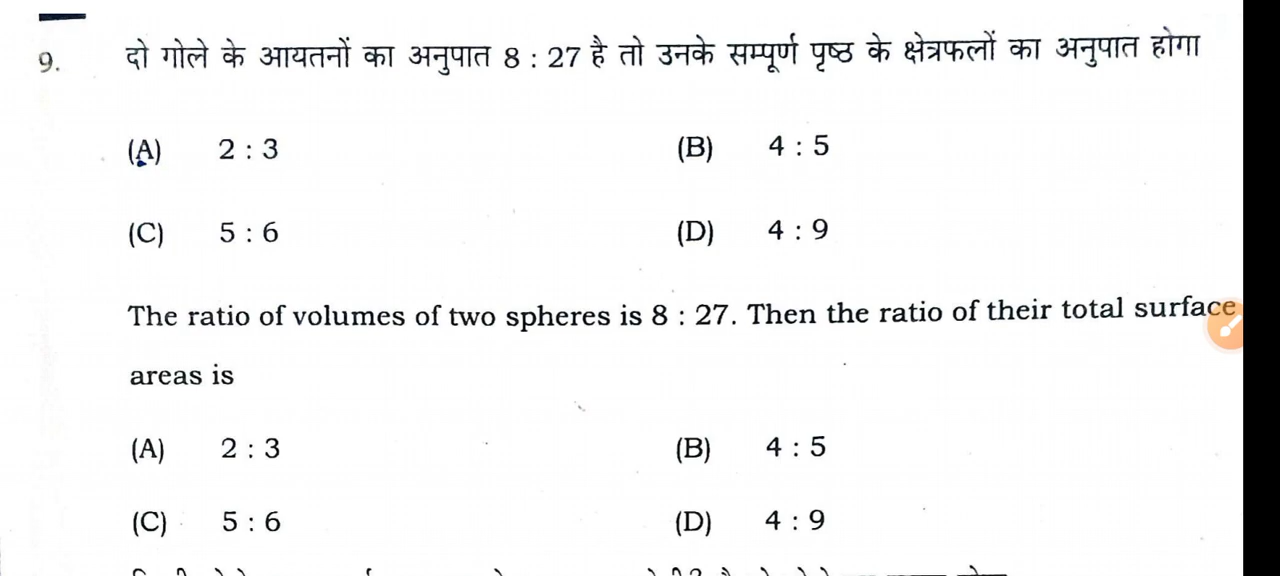 9. दो गोले के आयतनों का अनुपात 8 : 27 है तो उनके सम्पूर्ण पृष्ठ के क्षेत्रफलों का अनुपात होगा
(A) 2 : 3 (B) 4 : 5
(C) 5 : 6 (D) 4 : 9
The ratio of volumes of two spheres is 8 : 27. Then the ratio of their total surface
areas is
(A) 2 : 3 (B) 4 : 5
(C) 5 : 6 (D) 4 : 9